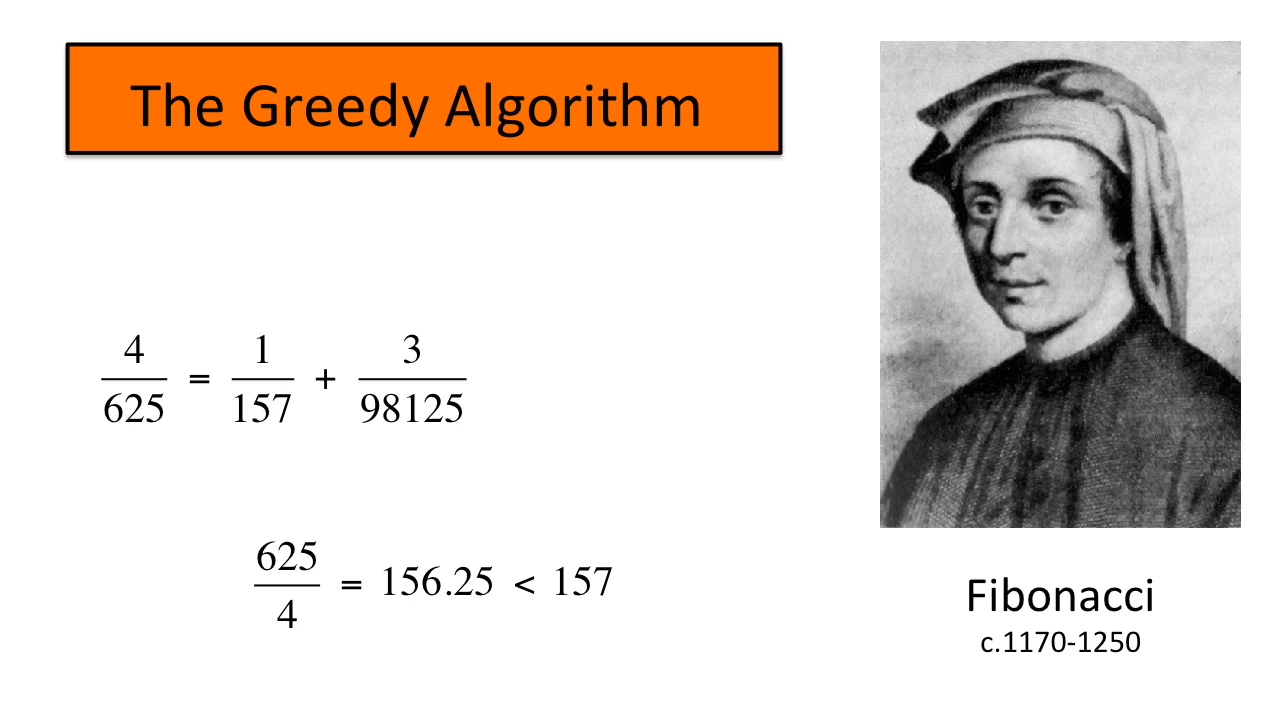 The Greedy Algorithm
4/625 = 1/157 + 3/98125
625/4 = 156.25 < 157
Fibonacci
c.1170-1250